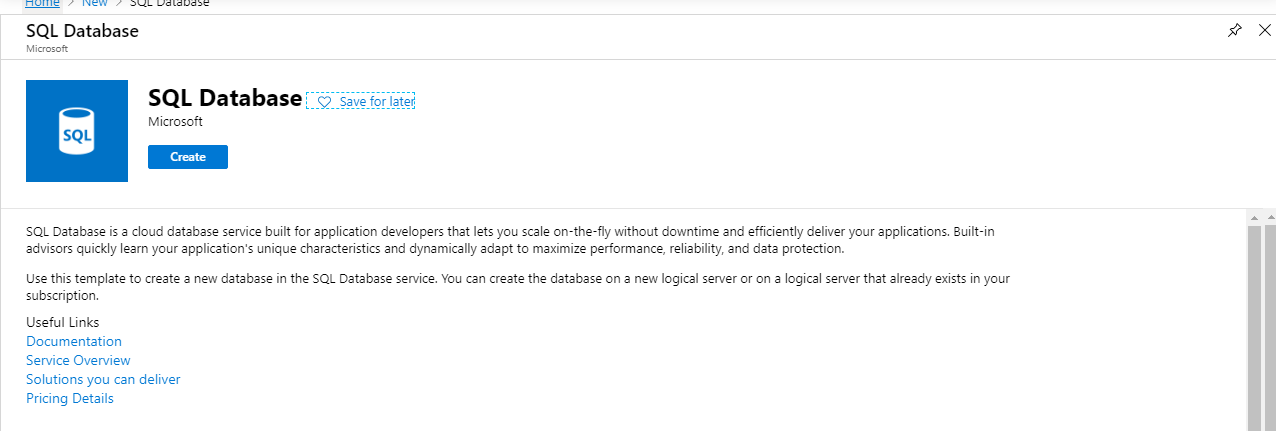 Home > New > SQL Database
SQL Database
Microsoft
SQL
SQL Database
Save for later
Microsoft
Create
SQL Database is a cloud database service built for application developers that lets you scale on-the-fly without downtime and efficiently deliver your applications. Built-in
advisors quickly learn your application's unique characteristics and dynamically adapt to maximize performance, reliability, and data protection.
Use this template to create a new database in the SQL Database service. You can create the database on a new logical server or on a logical server that already exists in your
subscription.
Useful Links
Documentation
Service Overview
Solutions you can deliver
Pricing Details